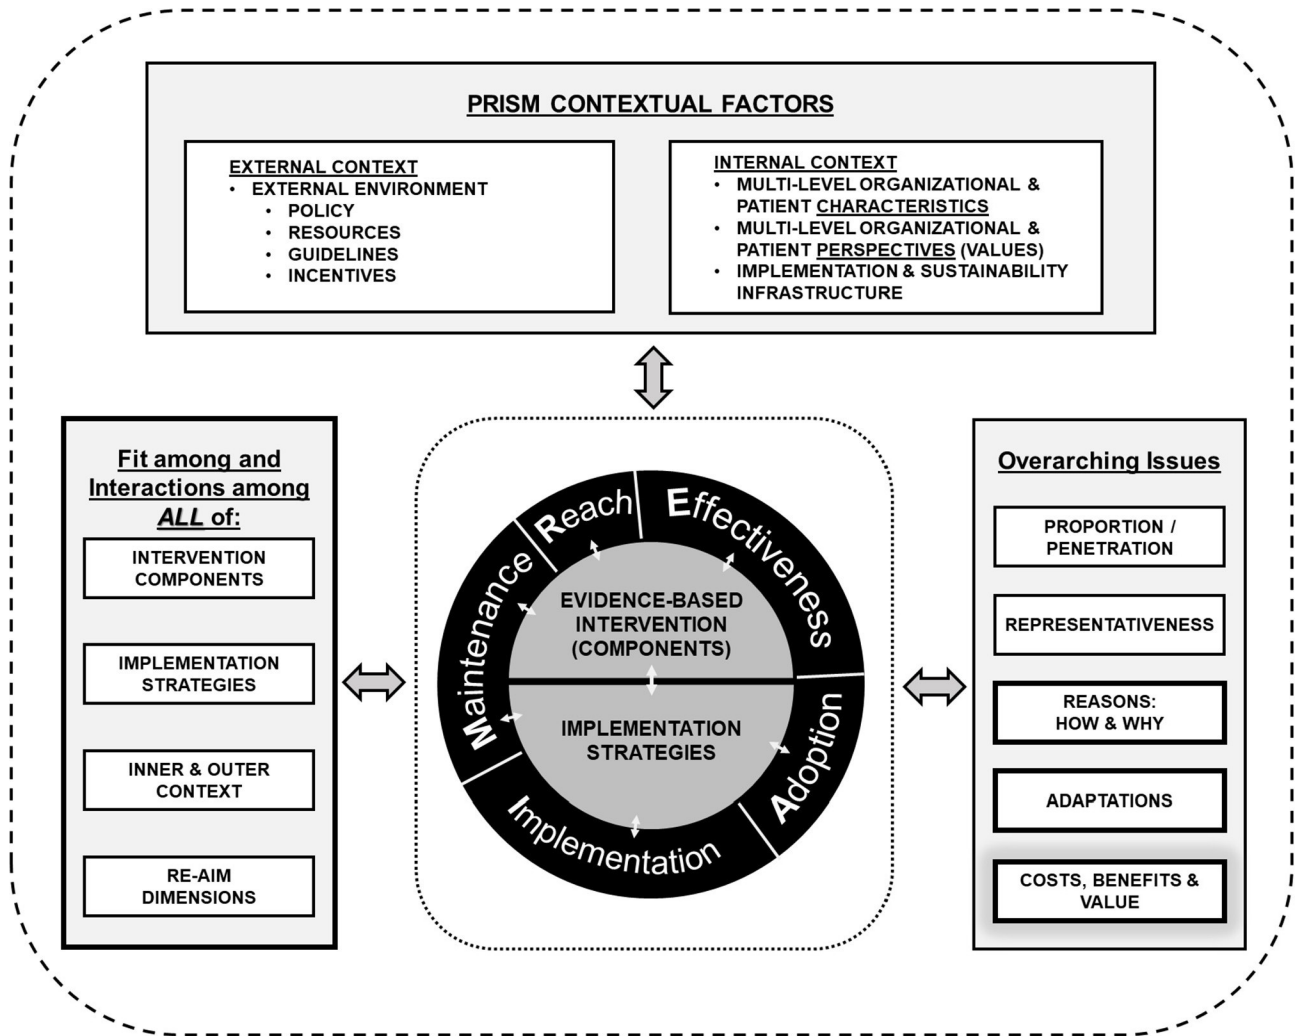 PRISM CONTEXTUAL FACTORS
EXTERNAL CONTEXT
• EXTERNAL ENVIRONMENT
• POLICY
• RESOURCES
• GUIDELINES
• INCENTIVES
INTERNAL CONTEXT
• MULTI-LEVEL ORGANIZATIONAL &
PATIENT CHARACTERISTICS
• MULTI-LEVEL ORGANIZATIONAL &
PATIENT PERSPECTIVES (VALUES)
• IMPLEMENTATION & SUSTAINABILITY
INFRASTRUCTURE
Fit among and
Interactions among
ALL of:
INTERVENTION
COMPONENTS
IMPLEMENTATION
STRATEGIES
INNER & OUTER
CONTEXT
RE-AIM
DIMENSIONS
Reach
Effectiveness
Adoption
Implementation
Maintenance
EVIDENCE-BASED
INTERVENTION
(COMPONENTS)
IMPLEMENTATION
STRATEGIES
Overarching Issues
PROPORTION /
PENETRATION
REPRESENTATIVENESS
REASONS:
HOW & WHY
ADAPTATIONS
COSTS, BENEFITS &
VALUE